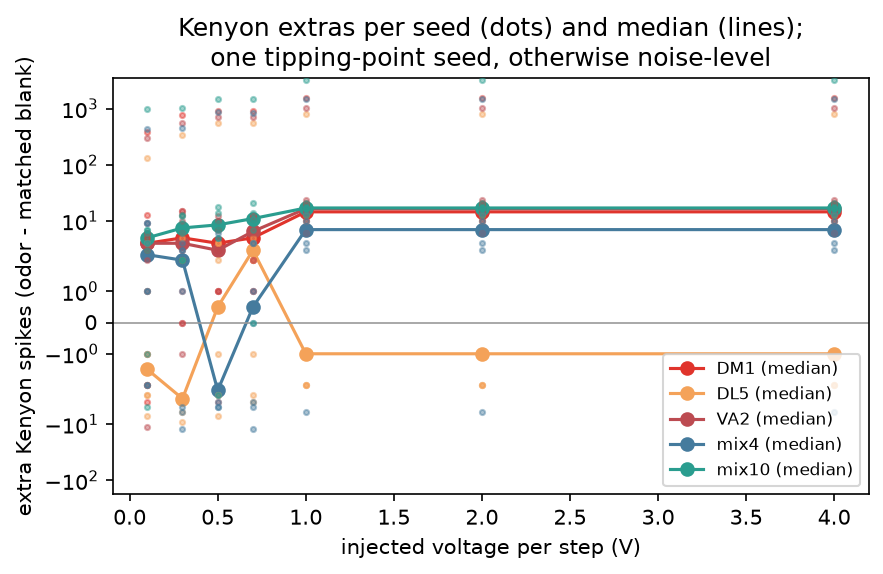 Kenyon extras per seed (dots) and median (lines);
one tipping-point seed, otherwise noise-level
extra Kenyon spikes (odor - matched blank)
10³
10²
10¹
10⁰
0
−10⁰
−10¹
−10²
DM1 (median)
DL5 (median)
VA2 (median)
mix4 (median)
mix10 (median)
0.0 0.5 1.0 1.5 2.0 2.5 3.0 3.5 4.0
injected voltage per step (V)